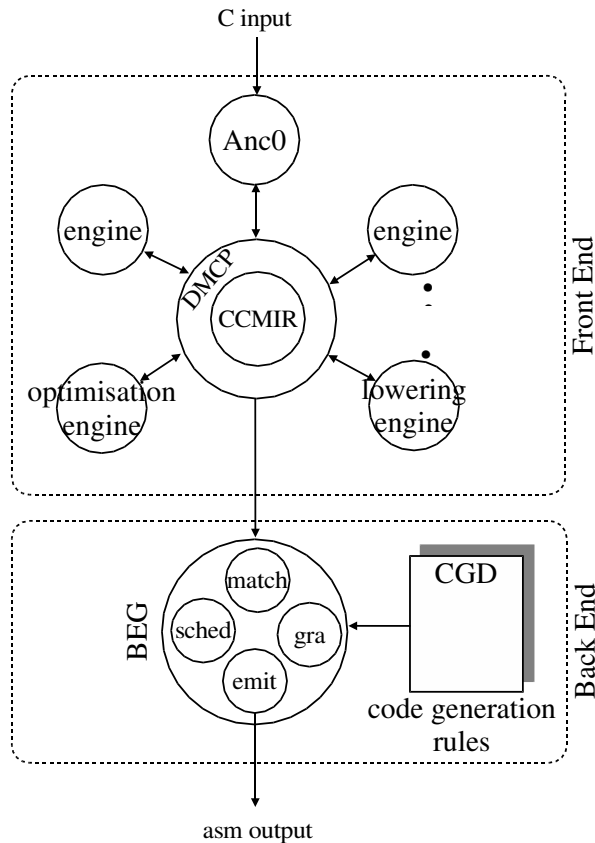 C input
Anc0
engine
engine
DMCP
CCMIR
Front End
optimisation
engine
lowering
engine
match
sched
gra
emit
BEG
CGD
code generation
rules
Back End
asm output